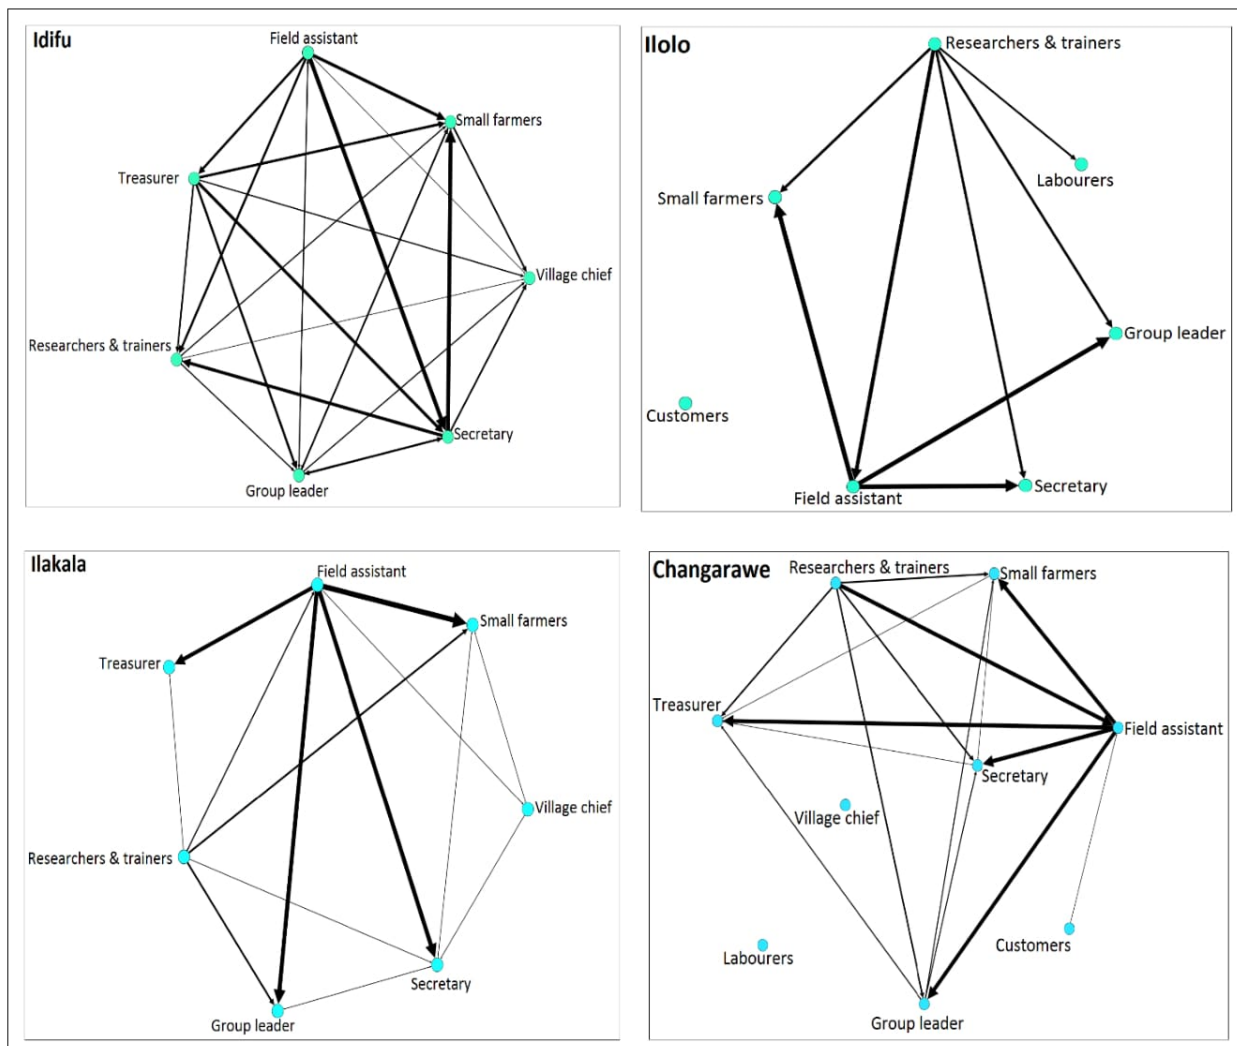 Idifu
Field assistant
Small farmers
Treasurer
Village chief
Researchers & trainers
Secretary
Group leader
Ilolo
Researchers & trainers
Labourers
Small farmers
Group leader
Customers
Field assistant
Secretary
Ilakala
Field assistant
Small farmers
Treasurer
Village chief
Researchers & trainers
Secretary
Group leader
Changarawe
Researchers & trainers
Small farmers
Treasurer
Field assistant
Secretary
Village chief
Customers
Labourers
Group leader